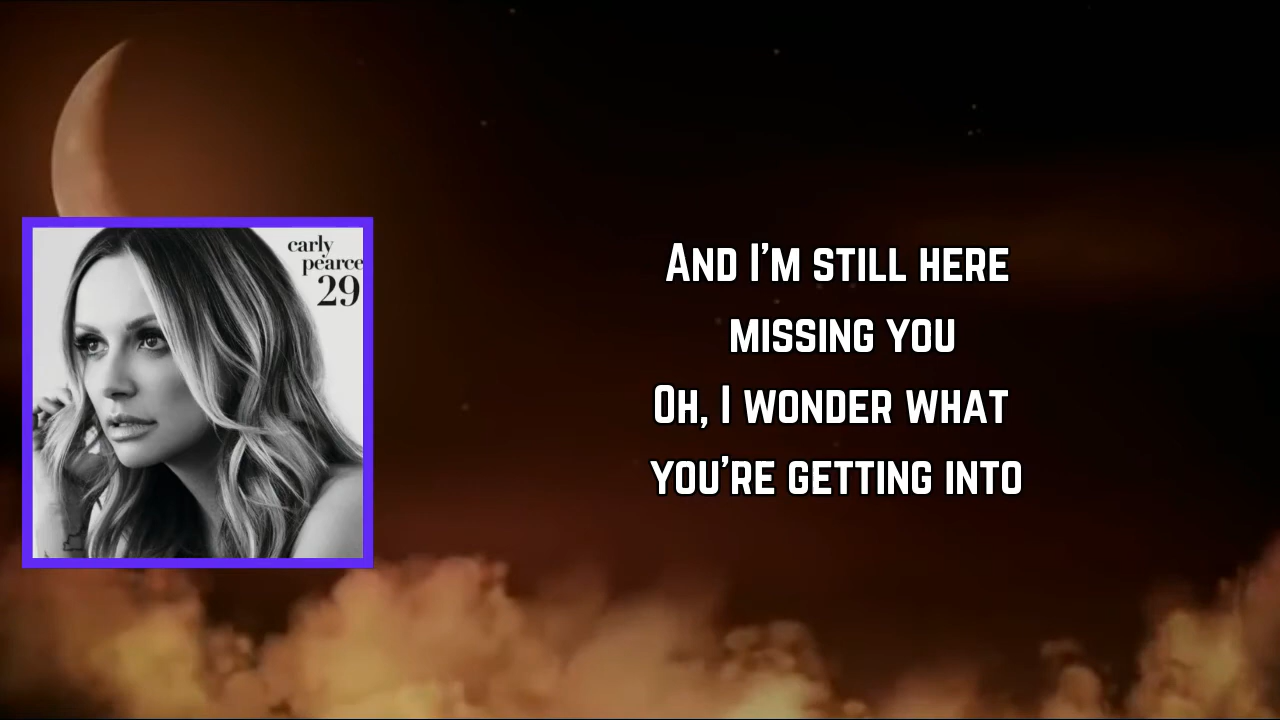 carly
pearce
29
And I'm still here
missing you
Oh, I wonder what
you're getting into